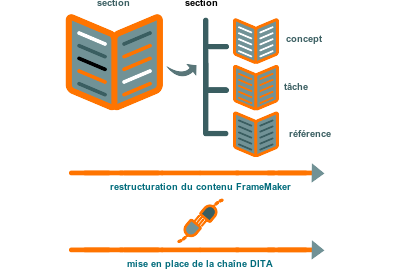 section
section
concept
tâche
référence
restructuration du contenu FrameMaker
mise en place de la chaîne DITA